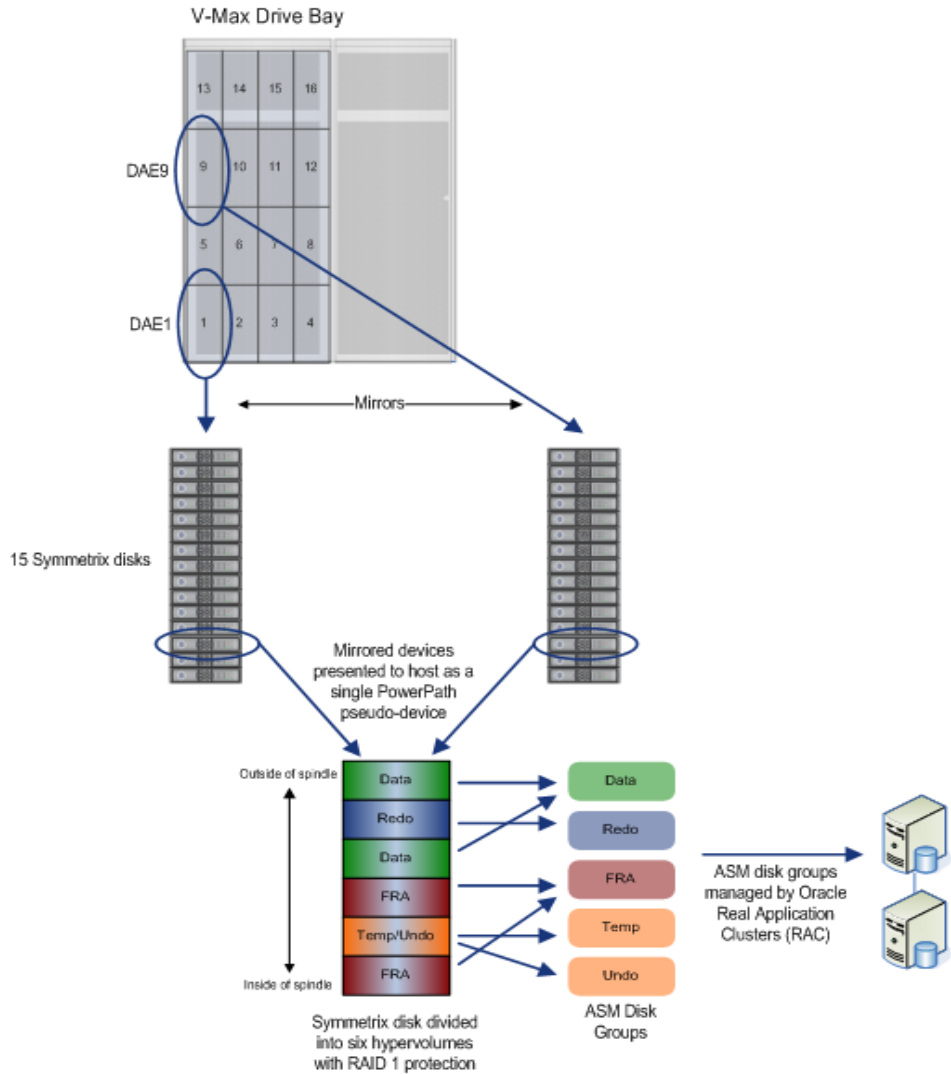 V-Max Drive Bay
13 14 15 16
DAE9
9 10 11 12
5 6 7 8
DAE1
1 2 3 4
Mirrors
15 Symmetrix disks
Mirrored devices
presented to host as a
single PowerPath
pseudo-device
Outside of spindle
Inside of spindle
Data
Redo
Data
FRA
Temp/Undo
FRA
Symmetrix disk divided
into six hypervolumes
with RAID 1 protection
Data
Redo
FRA
Temp
Undo
ASM Disk
Groups
ASM disk groups
managed by Oracle
Real Application
Clusters (RAC)